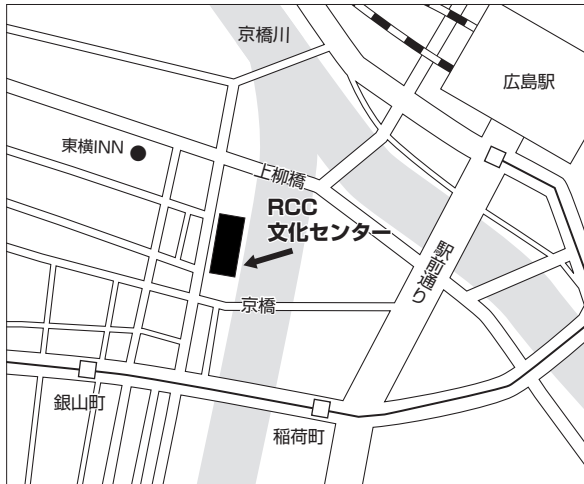 京橋川
広島駅
東横INN
上柳橋
RCC
文化センター
駅前通り
京橋
銀山町
稲荷町